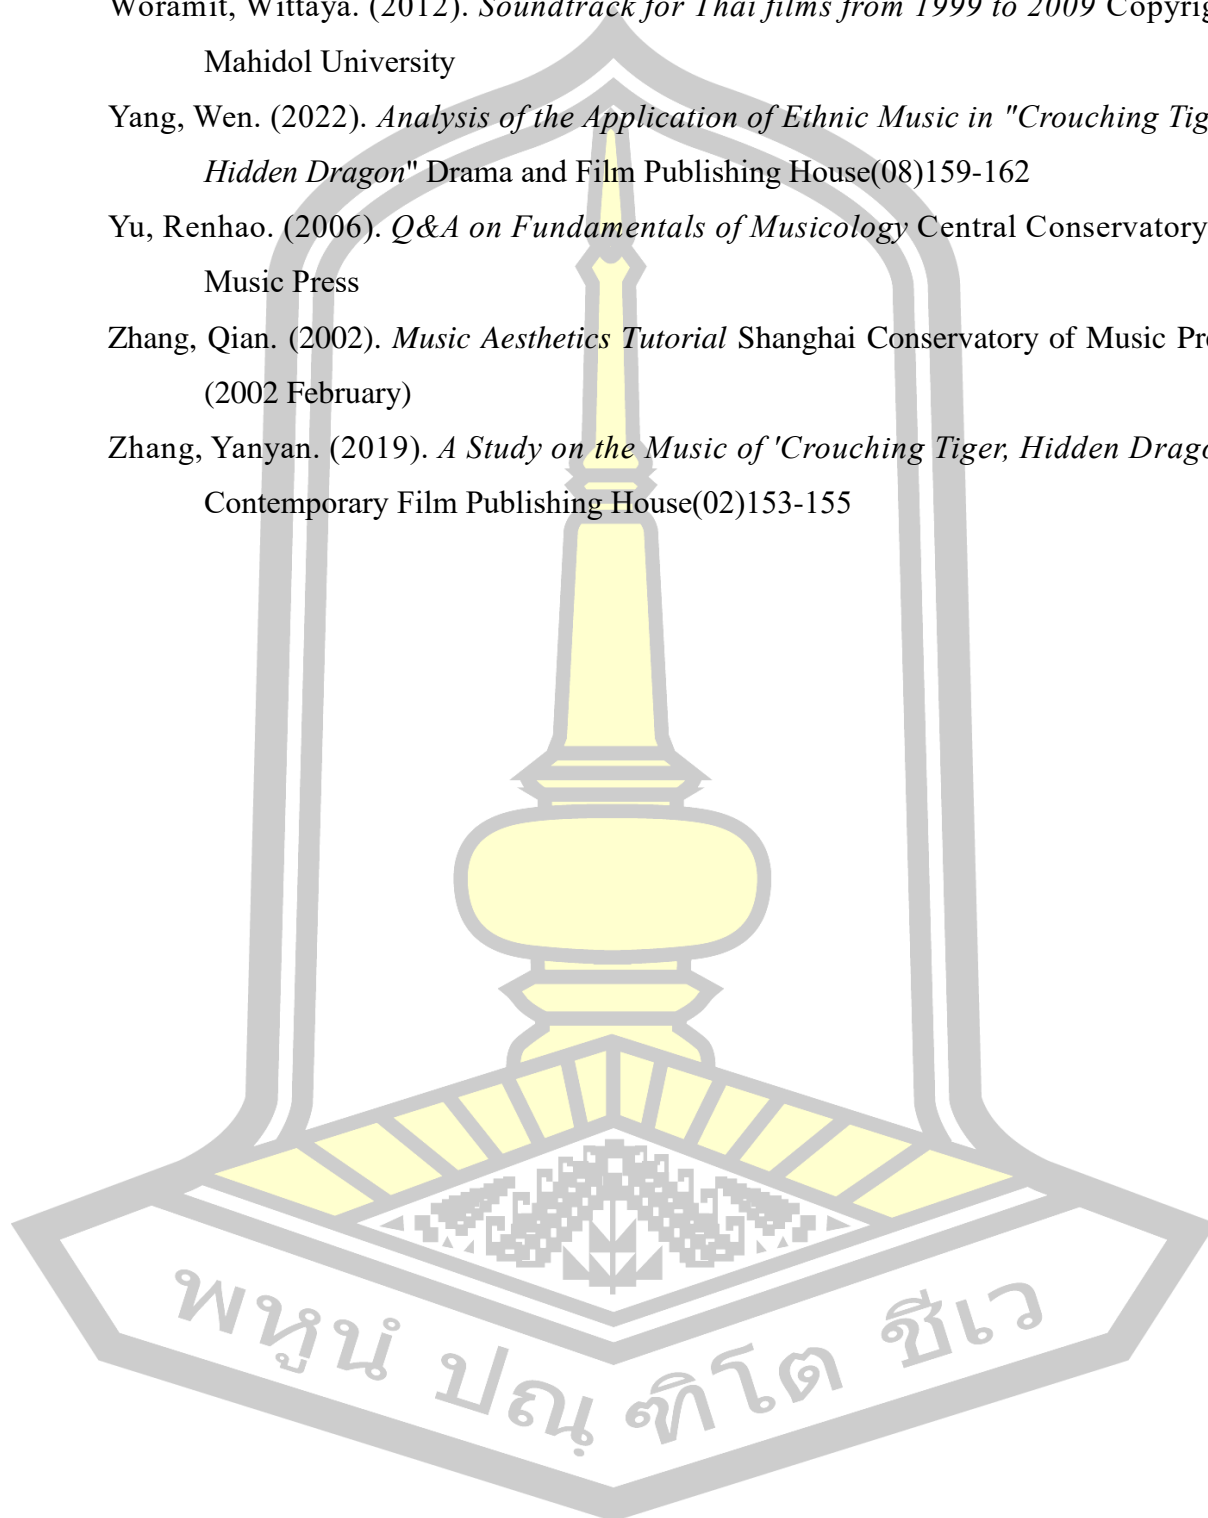 Woramit, Wittaya. (2012). Soundtrack for Thai films from 1999 to 2009
Mahidol University
Yang, Wen. (2022). Analysis of the Application of Ethnic Music in "Crouching
Hidden Dragon" Drama and Film Publishing House(08)159-162
Yu, Renhao. (2006). Q&A on Fundamentals of Musicology Central Conservatory
Music Press
Zhang, Qian. (2002). Music Aesthetics Tutorial Shanghai Conservatory of Music
(2002 February)
Zhang, Yanyan. (2019). A Study on the Music of 'Crouching Tiger, Hidden
Contemporary Film Publishing House(02)153-155
พหูนํ ปณฺฑิโต ชีเว